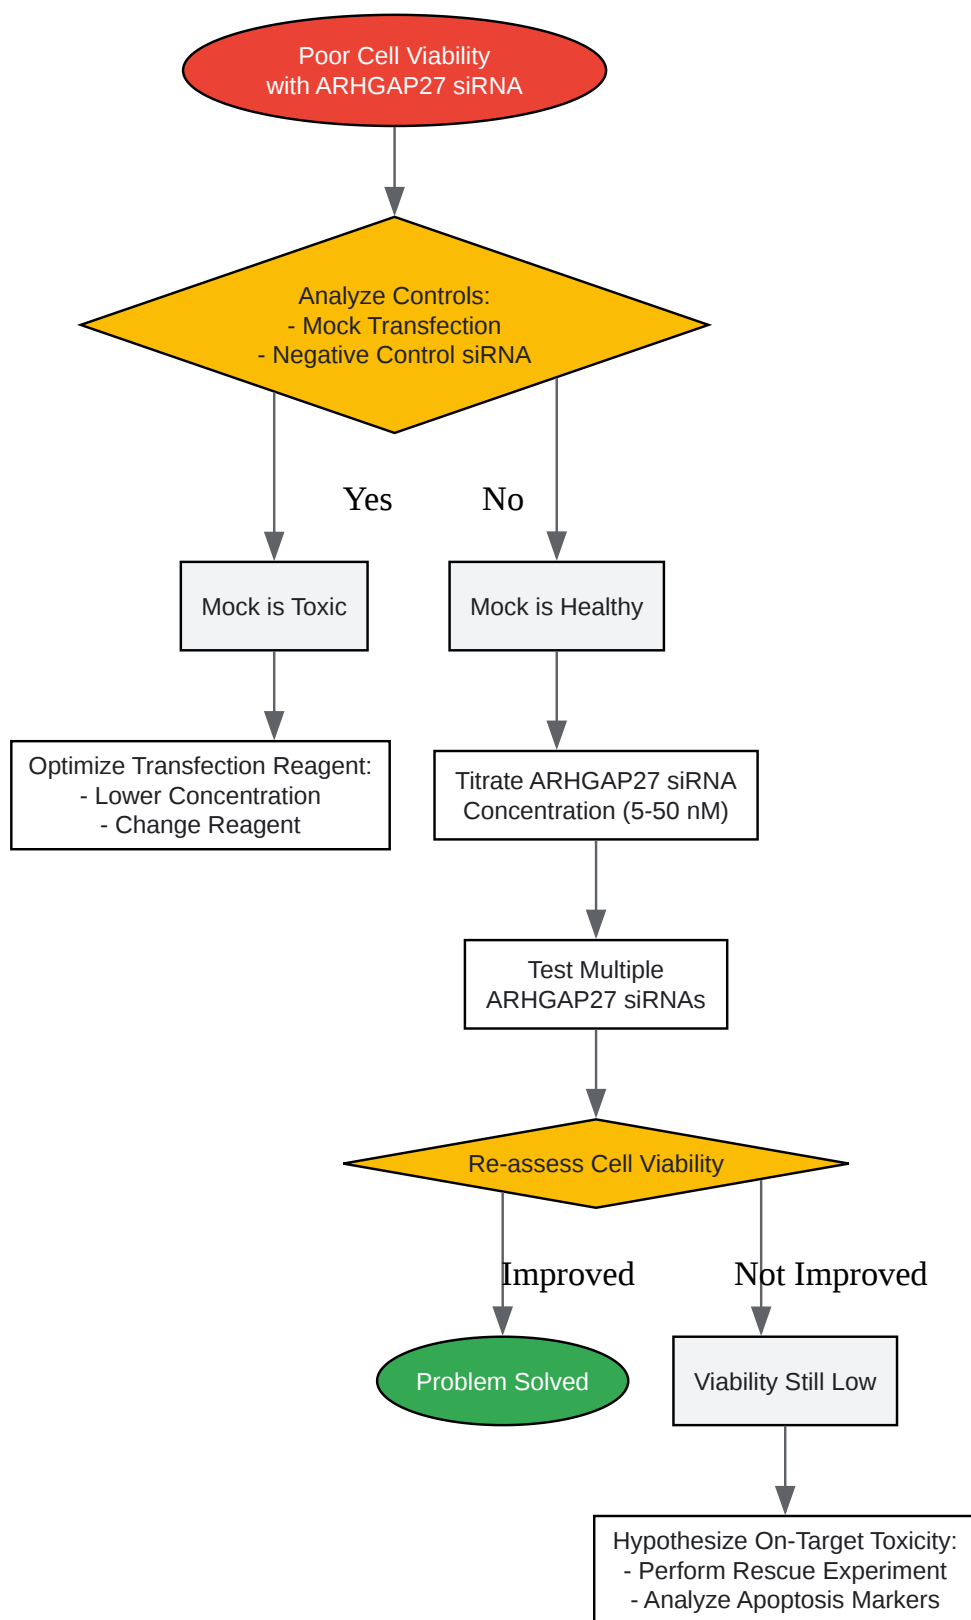 Poor Cell Viability
with ARHGAP27 siRNA
Analyze Controls:
- Mock Transfection
- Negative Control siRNA
Yes
No
Mock is Toxic
Mock is Healthy
Optimize Transfection Reagent:
- Lower Concentration
- Change Reagent
Titrate ARHGAP27 siRNA
Concentration (5-50 nM)
Test Multiple
ARHGAP27 siRNAs
Re-assess Cell Viability
Improved
Not Improved
Problem Solved
Viability Still Low
Hypothesize On-Target Toxicity:
- Perform Rescue Experiment
- Analyze Apoptosis Markers